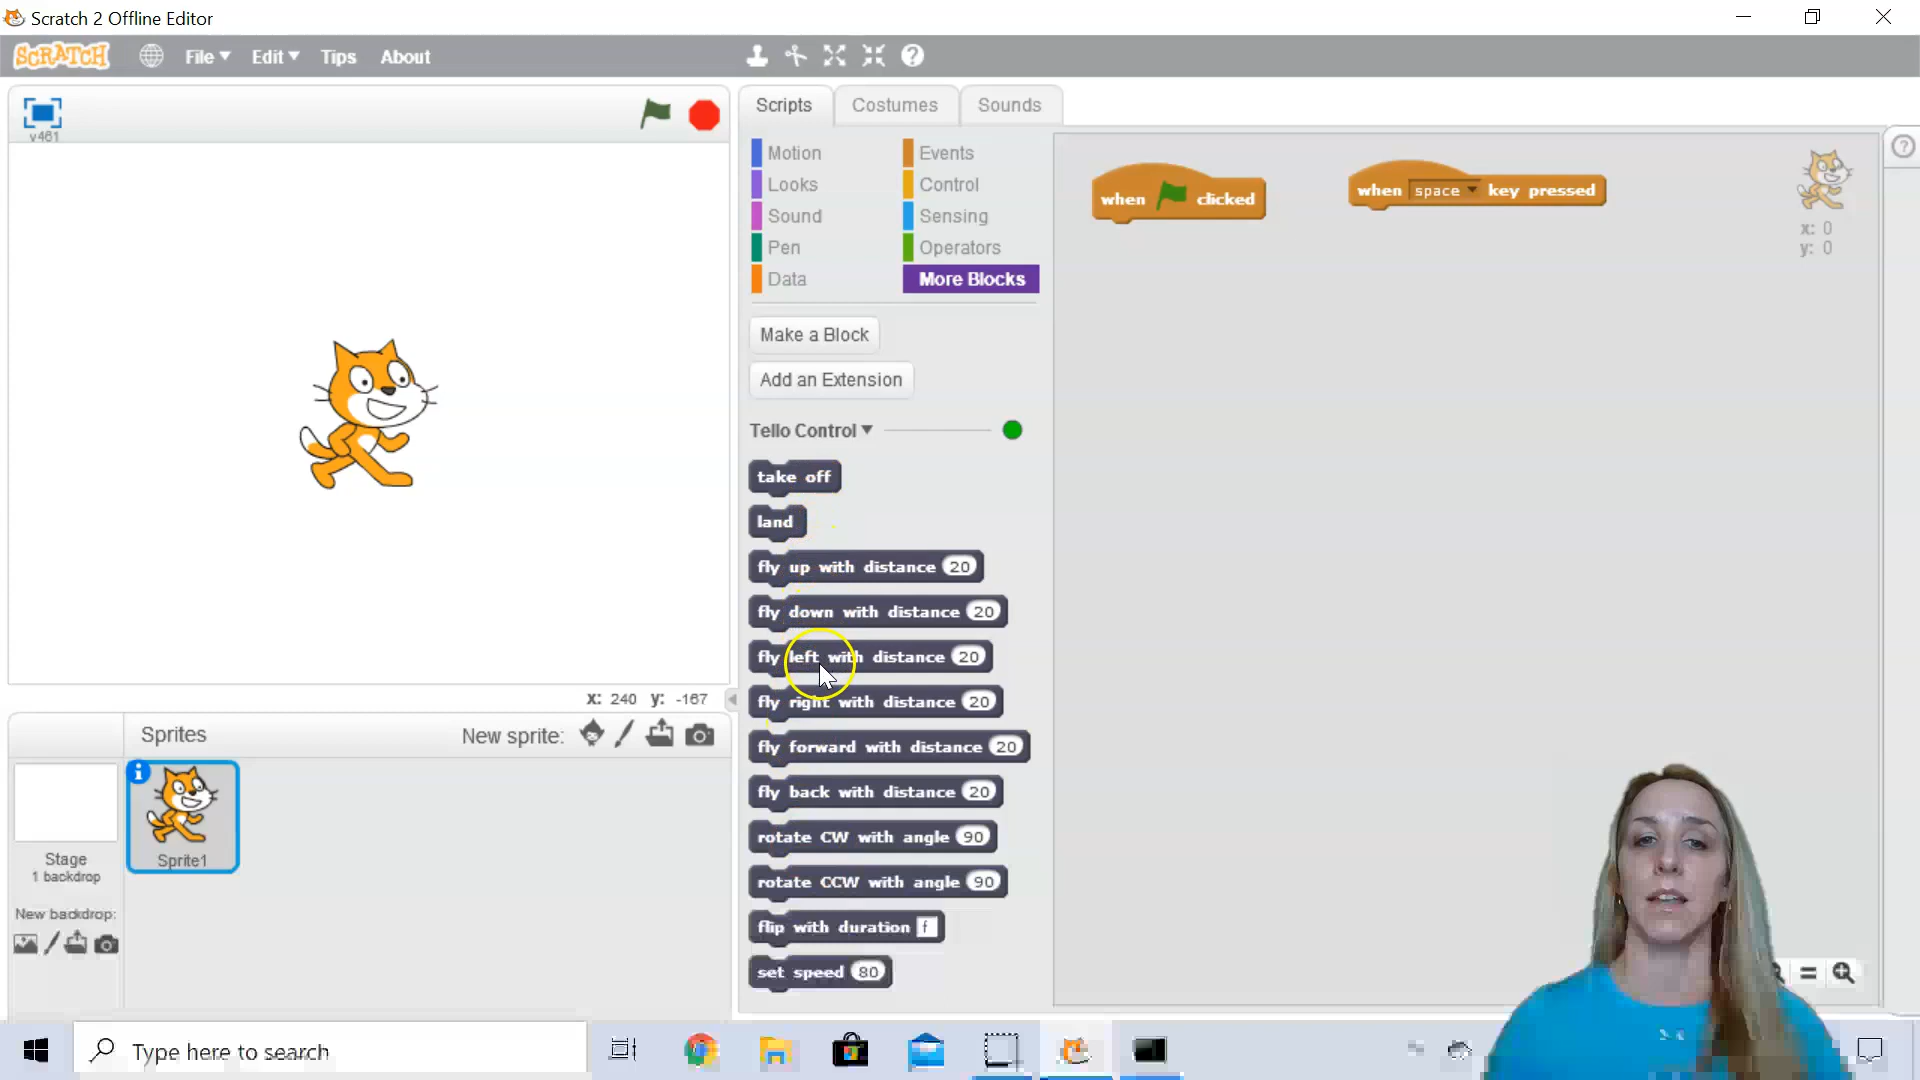 Scratch 2 Offline Editor
SCRATCH File Edit Tips About
v461
Scripts Costumes Sounds
Motion Events
Looks Control
Sound Sensing
Pen Operators
Data More Blocks
Make a Block
Add an Extension
Tello Control
take off
land
fly up with distance 20
fly down with distance 20
fly left with distance 20
fly right with distance 20
fly forward with distance 20
fly back with distance 20
rotate CW with angle 90
rotate CCW with angle 90
flip with duration f
set speed 80
when clicked
when space key pressed
x: 0
y: 0
x: 240 y: -167
Sprites New sprite:
Sprite1
Stage
1 backdrop
New backdrop:
Type here to search